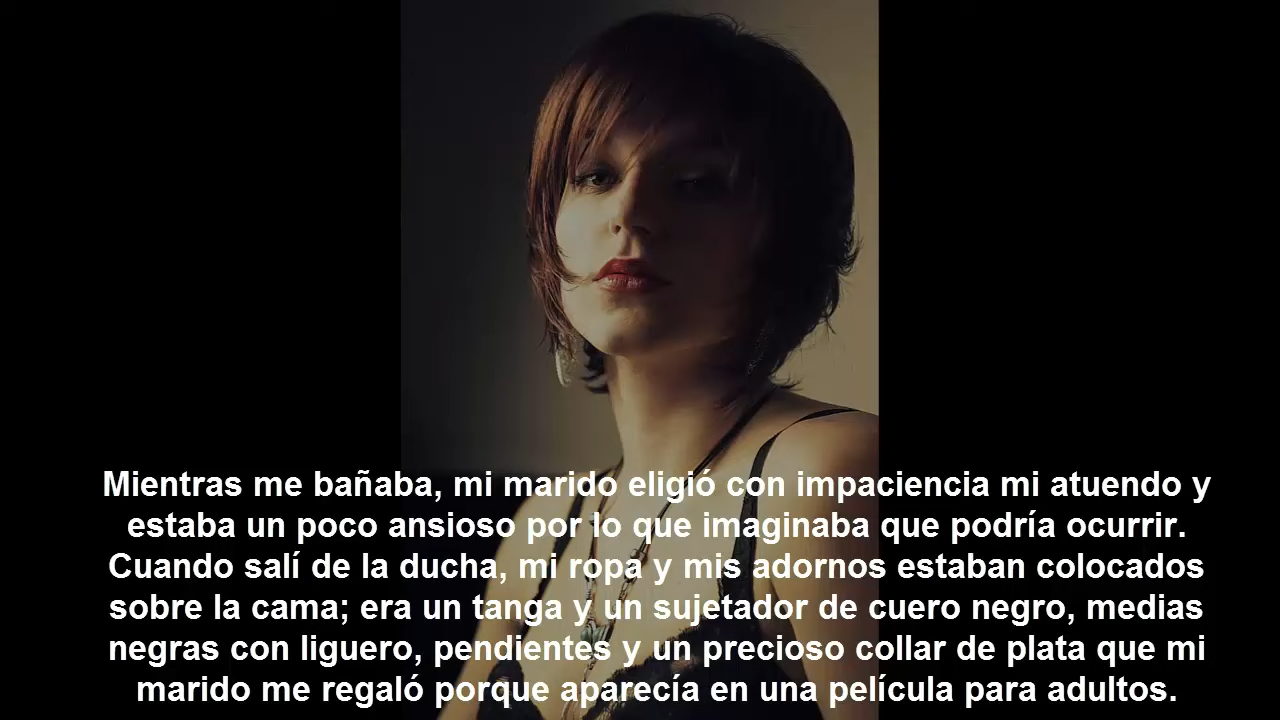 Mientras me bañaba, mi marido eligió con impaciencia mi atuendo y
estaba un poco ansioso por lo que imaginaba que podría ocurrir.
Cuando salí de la ducha, mi ropa y mis adornos estaban colocados
sobre la cama; era un tanga y un sujetador de cuero negro, medias
negras con liguero, pendientes y un precioso collar de plata que mi
marido me regaló porque aparecía en una película para adultos.